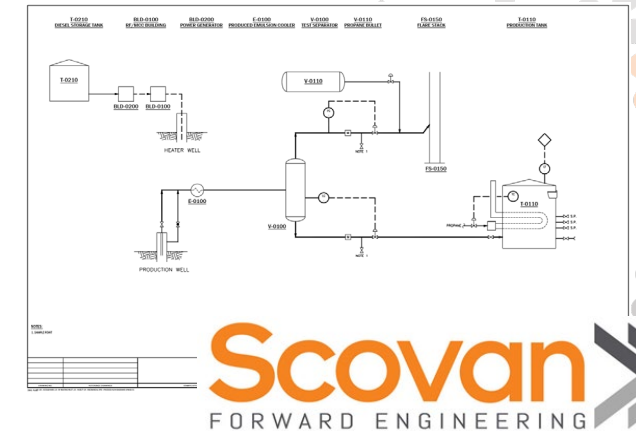 T-0210 BLD-0100 BLD-0200 E-0100 V-0100 V-0110 FS-0150 T-0110
DIESEL STORAGE TANK RE/MCC BUILDING POWER GENERATOR PRODUCED EMULSION COOLER TEST SEPARATOR PROPANE BULLET FLARE STACK PRODUCTION TANK
T-0210
V-0110
BLD-0200 BLD-0100
HEATER WELL
NOTE 1
FS-0150
E-0100
T-0110
V-0100
PROPANE
S.P.
S.P.
S.P.
NOTE 1
PRODUCTION WELL
NOTES:
1. SAMPLE POINT
Scovan
FORWARD ENGINEERING